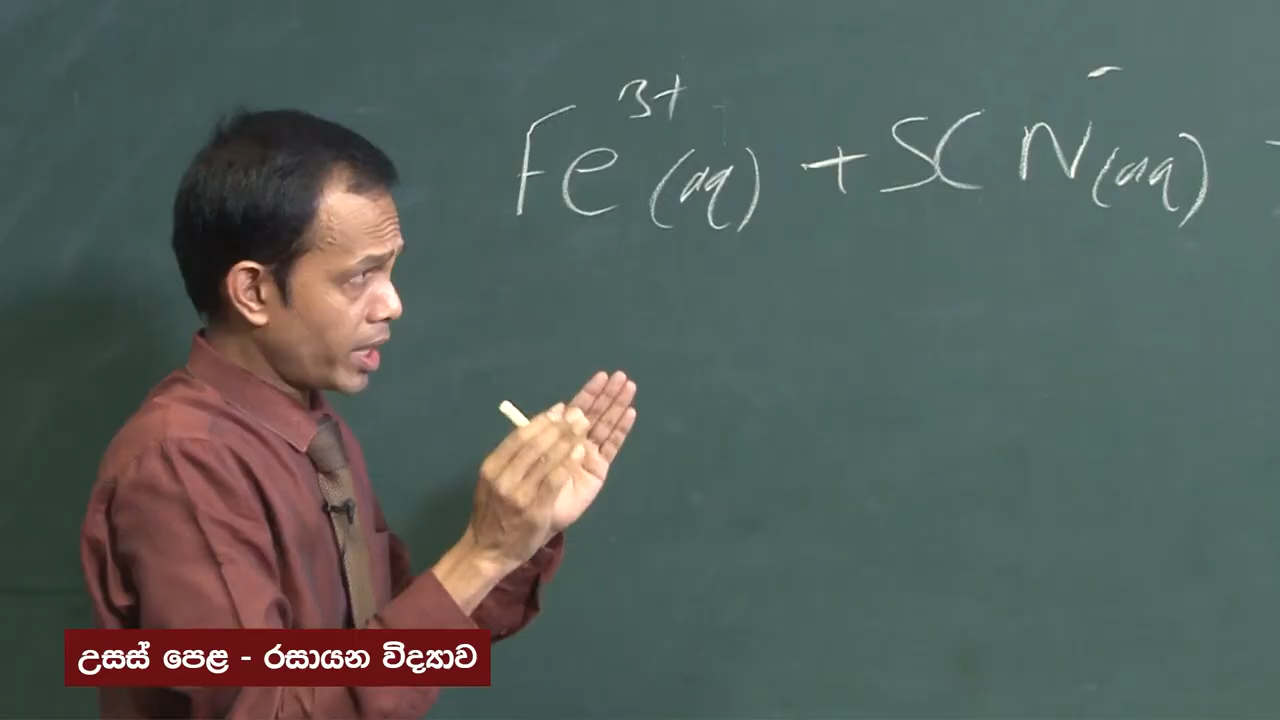 Fe³⁺(aq) + SCN⁻(aq)
උසස් පෙළ - රසායන විද්‍යාව